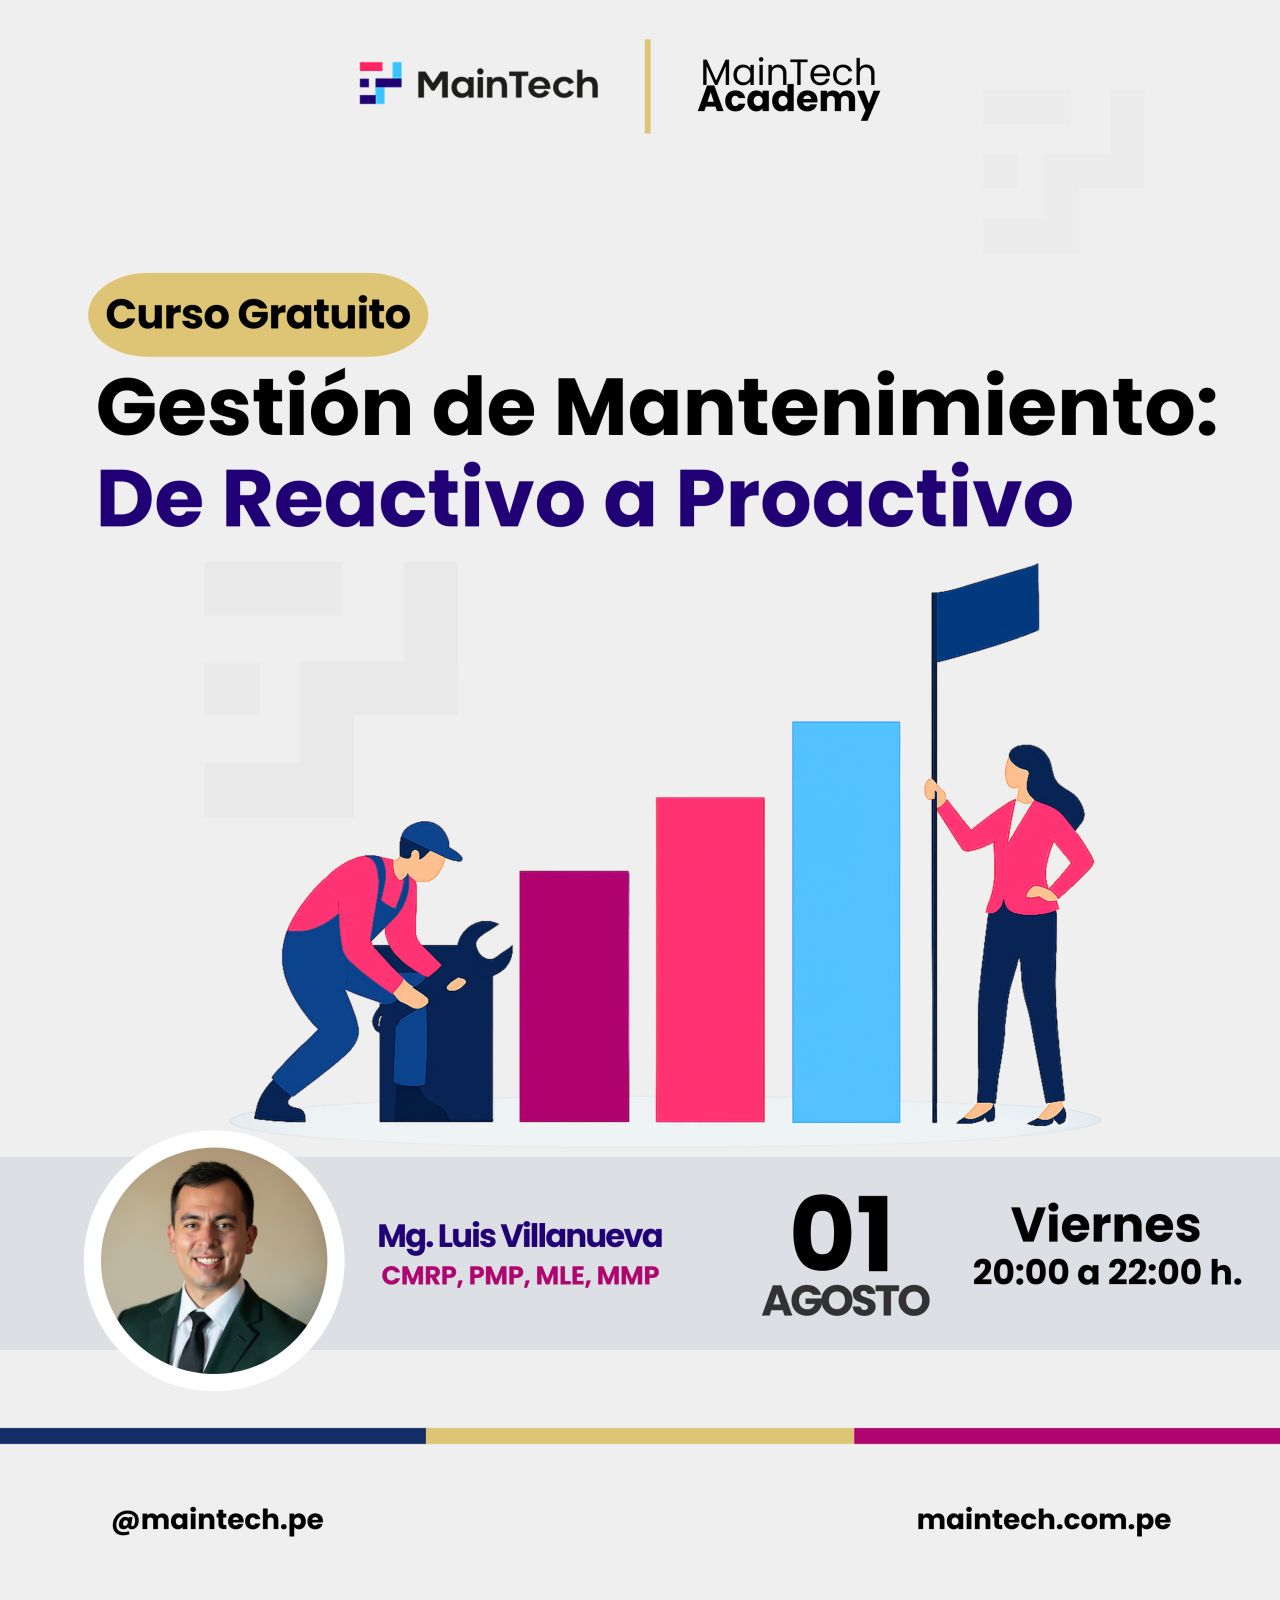 MainTech
MainTech
Academy
Curso Gratuito
Gestión de Mantenimiento:
De Reactivo a Proactivo
Mg. Luis Villanueva
CMRP, PMP, MLE, MMP
01
AGOSTO
Viernes
20:00 a 22:00 h.
@maintech.pe
maintech.com.pe